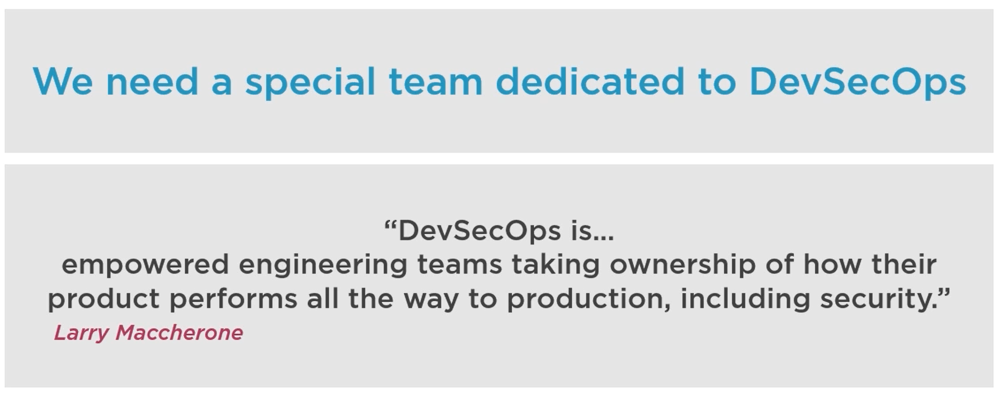 We need a special team dedicated to DevSecOps
“DevSecOps is...
empowered engineering teams taking ownership of how their
product performs all the way to production, including security.”
Larry Maccherone